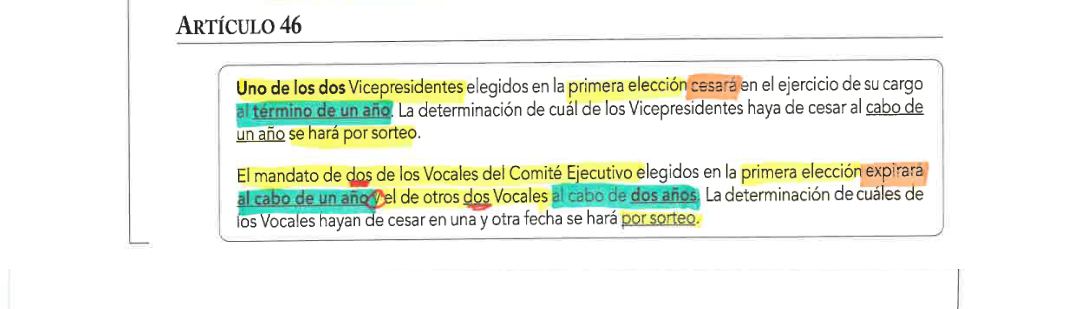 ARTÍCULO 46
Uno de los dos Vicepresidentes elegidos en la primera elección cesará en el ejercicio de su cargo
al término de un año. La determinación de cuál de los Vicepresidentes haya de cesar al cabo de
un año se hará por sorteo.
El mandato de dos de los Vocales del Comité Ejecutivo elegidos en la primera elección expirará
al cabo de un año y el de otros dos Vocales al cabo de dos años. La determinación de cuáles de
los Vocales hayan de cesar en una y otra fecha se hará por sorteo.